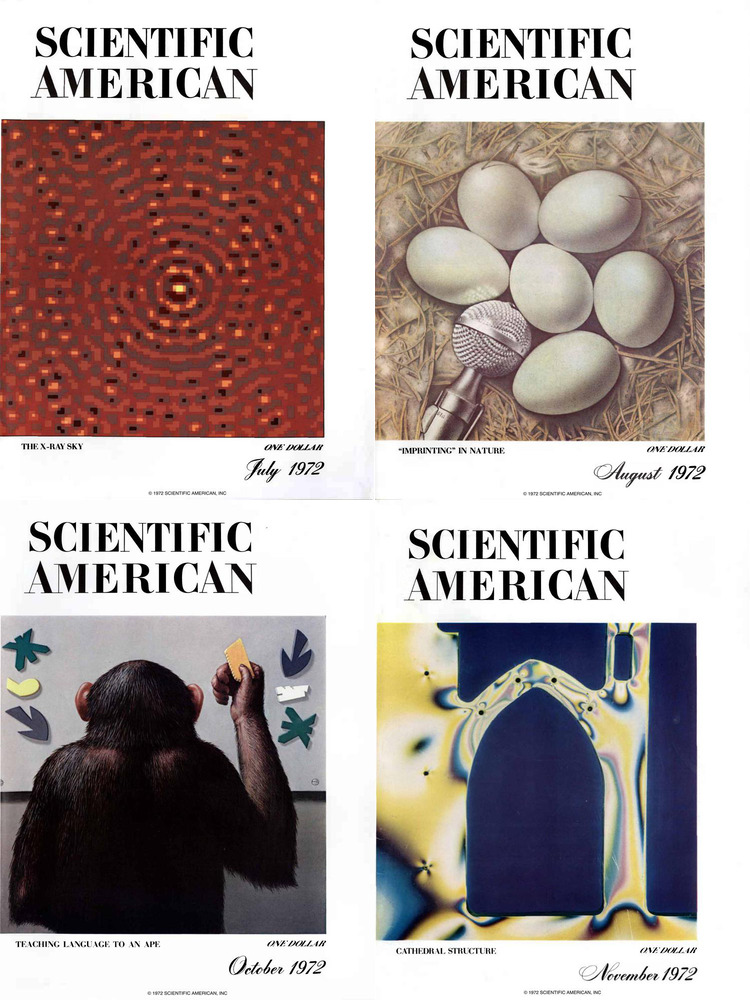 SCIENTIFIC
AMERICAN
THE X-RAY SKY
ONE DOLLAR
July 1972
© 1972 SCIENTIFIC AMERICAN, INC
SCIENTIFIC
AMERICAN
"IMPRINTING" IN NATURE
ONE DOLLAR
August 1972
© 1972 SCIENTIFIC AMERICAN, INC
SCIENTIFIC
AMERICAN
TEACHING LANGUAGE TO AN APE
ONE DOLLAR
October 1972
© 1972 SCIENTIFIC AMERICAN, INC
SCIENTIFIC
AMERICAN
CATHEDRAL STRUCTURE
ONE DOLLAR
November 1972
© 1972 SCIENTIFIC AMERICAN, INC